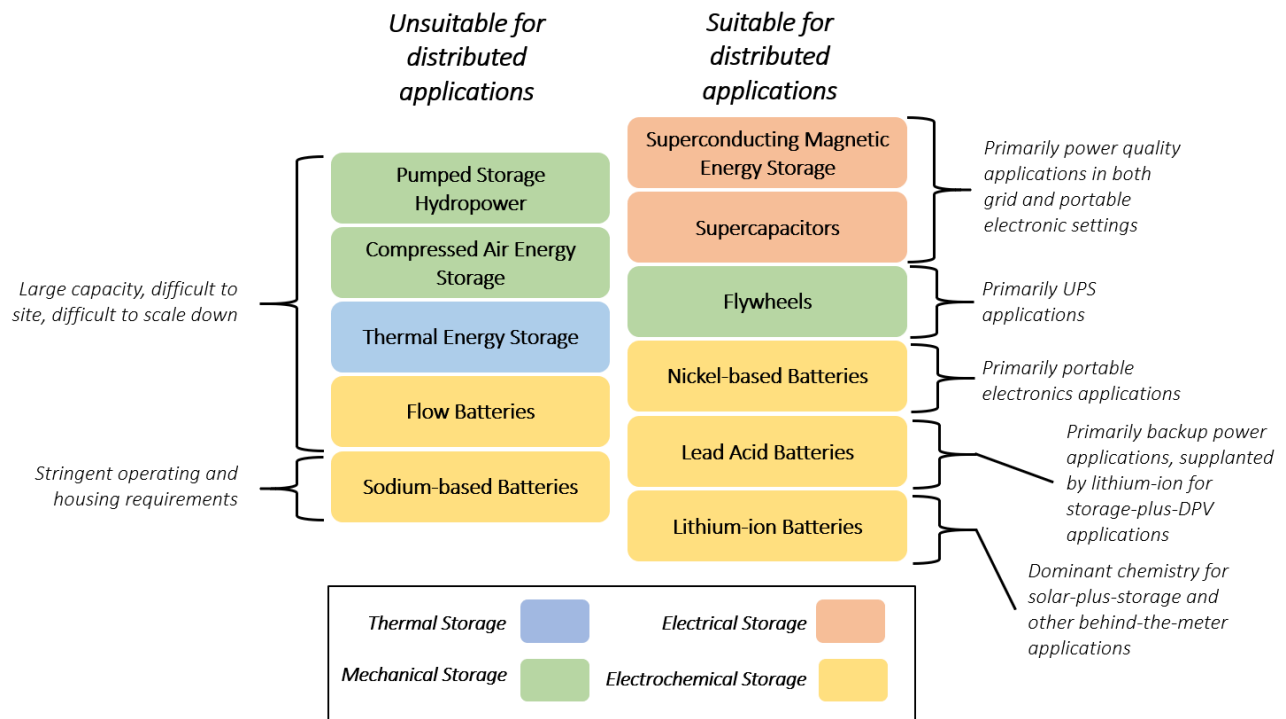 Unsuitable for
distributed
applications
Suitable for
distributed
applications
Large capacity, difficult to
site, difficult to scale down
Stringent operating and
housing requirements
Pumped Storage
Hydropower
Compressed Air Energy
Storage
Thermal Energy Storage
Flow Batteries
Sodium-based Batteries
Superconducting Magnetic
Energy Storage
Supercapacitors
Flywheels
Nickel-based Batteries
Lead Acid Batteries
Lithium-ion Batteries
Primarily power quality
applications in both
grid and portable
electronic settings
Primarily UPS
applications
Primarily portable
electronics applications
Primarily backup power
applications, supplanted
by lithium-ion for
storage-plus-DPV
applications
Dominant chemistry for
solar-plus-storage and
other behind-the-meter
applications
Thermal Storage
Electrical Storage
Mechanical Storage
Electrochemical Storage